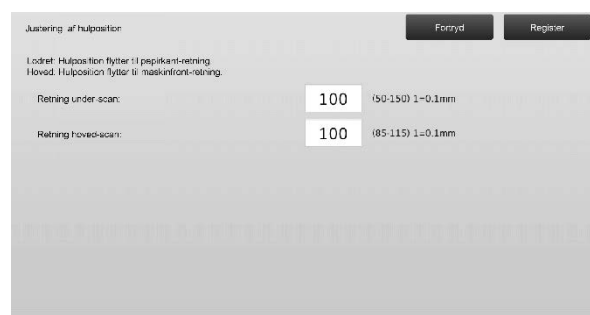 Justering af hulposition
Fortryd
Register
Lodret: Hulposition flytter til papirkant-retning.
Hoved: Hulposition flytter til maskinfront-retning.
Retning under-scan:
100
(50-150) 1=0.1mm
Retning hoved-scan:
100
(85-115) 1=0.1mm